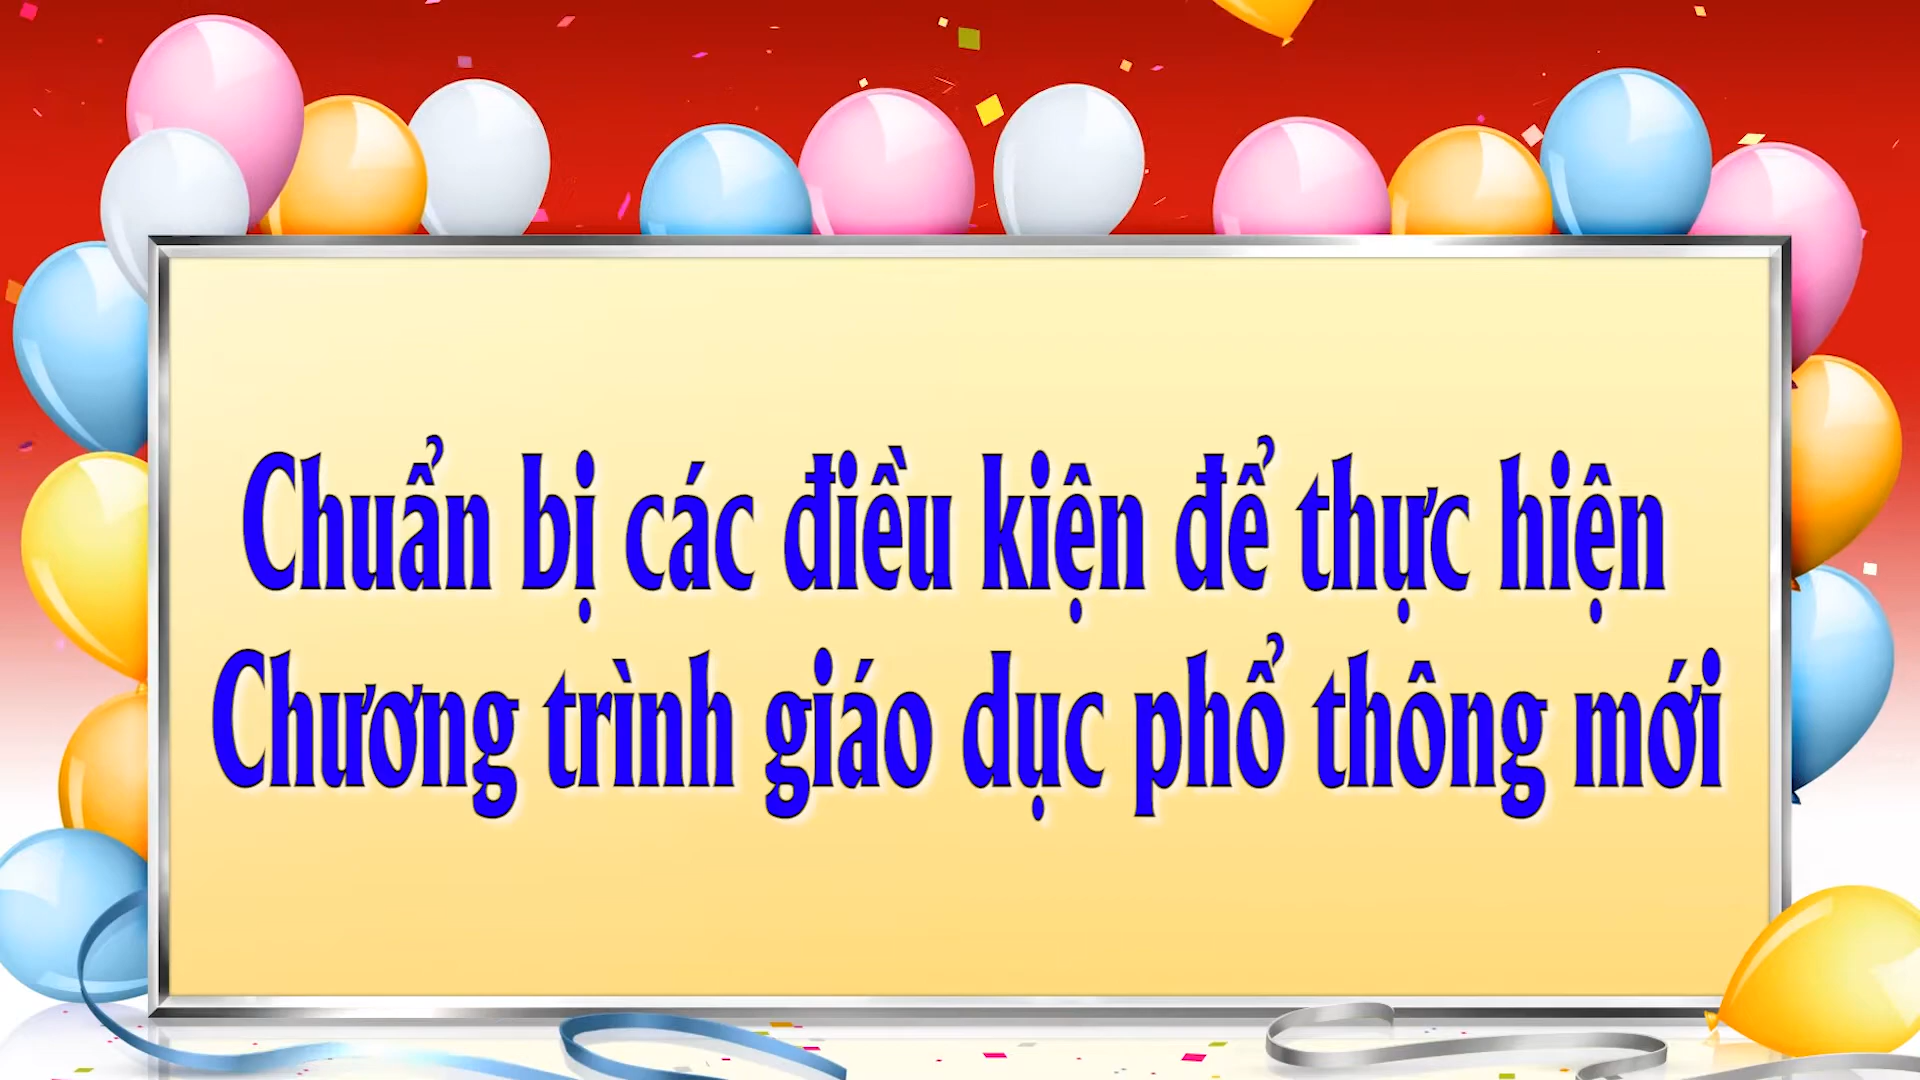 Chuẩn bị các điều kiện để thực hiện
Chương trình giáo dục phổ thông mới